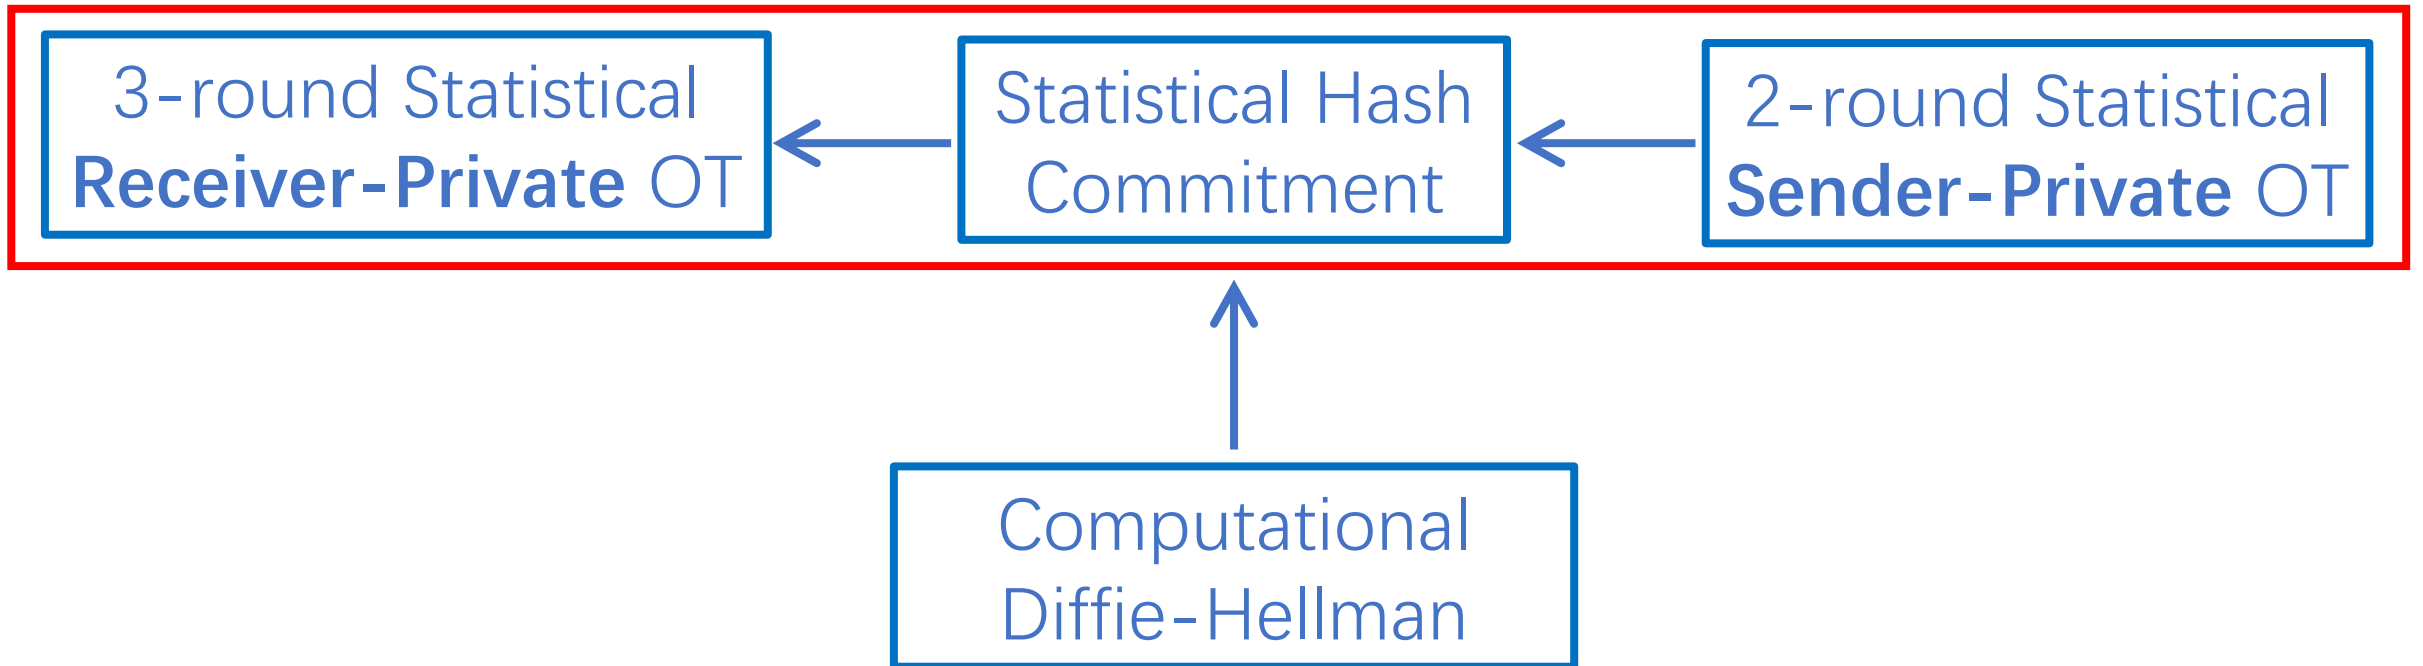 3-round Statistical
Receiver-Private OT
Statistical Hash
Commitment
2-round Statistical
Sender-Private OT
Computational
Diffie-Hellman